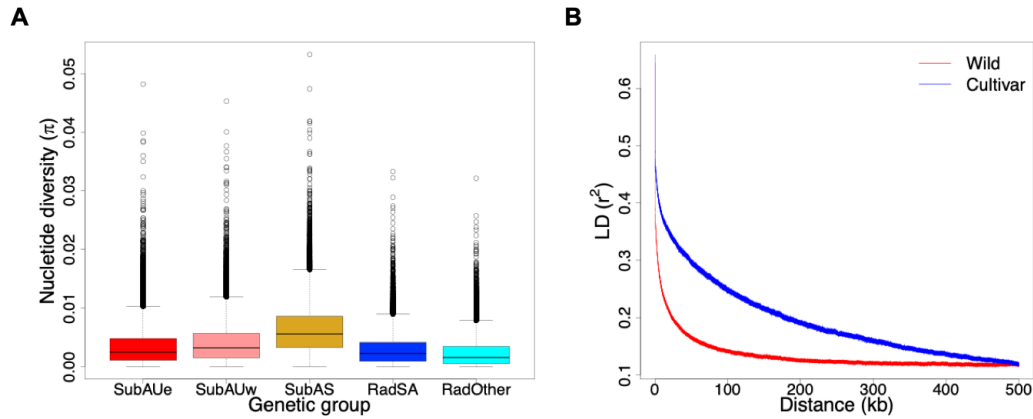 A
Nucletide diversity (π)
0.05
0.04
0.03
0.02
0.01
0.00
SubAUe SubAUw SubAS RadSA RadOther
Genetic group
B
Wild
Cultivar
LD (r²)
0.6
0.5
0.4
0.3
0.2
0.1
0 100 200 300 400 500
Distance (kb)